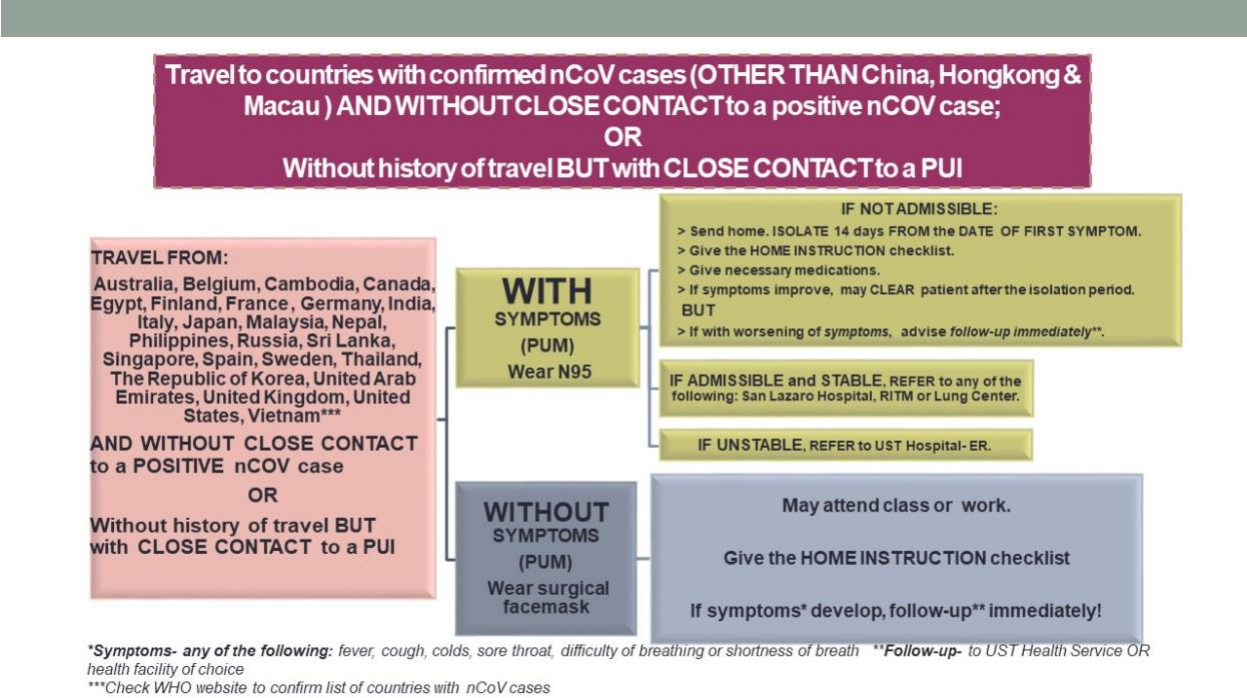 Travel to countries with confirmed nCoV cases (OTHER THAN China, Hongkong &
Macau ) AND WITHOUT CLOSE CONTACT to a positive nCOV case;
OR
Without history of travel BUT with CLOSE CONTACT to a PUI
TRAVEL FROM:
Australia, Belgium, Cambodia, Canada,
Egypt, Finland, France , Germany, India,
Italy, Japan, Malaysia, Nepal,
Philippines, Russia, Sri Lanka,
Singapore, Spain, Sweden, Thailand,
The Republic of Korea, United Arab
Emirates, United Kingdom, United
States, Vietnam***
AND WITHOUT CLOSE CONTACT
to a POSITIVE nCOV case
OR
Without history of travel BUT
with CLOSE CONTACT to a PUI
WITH
SYMPTOMS
(PUM)
Wear N95
IF NOT ADMISSIBLE:
> Send home. ISOLATE 14 days FROM the DATE OF FIRST SYMPTOM.
> Give the HOME INSTRUCTION checklist.
> Give necessary medications.
> If symptoms improve, may CLEAR patient after the isolation period.
BUT
> If with worsening of symptoms, advise follow-up immediately**.
IF ADMISSIBLE and STABLE, REFER to any of the
following: San Lazaro Hospital, RITM or Lung Center.
IF UNSTABLE, REFER to UST Hospital- ER.
WITHOUT
SYMPTOMS
(PUM)
Wear surgical
facemask
May attend class or work.
Give the HOME INSTRUCTION checklist
If symptoms* develop, follow-up** immediately!
*Symptoms- any of the following: fever, cough, colds, sore throat, difficulty of breathing or shortness of breath **Follow-up- to UST Health Service OR
health facility of choice
***Check WHO website to confirm list of countries with nCoV cases